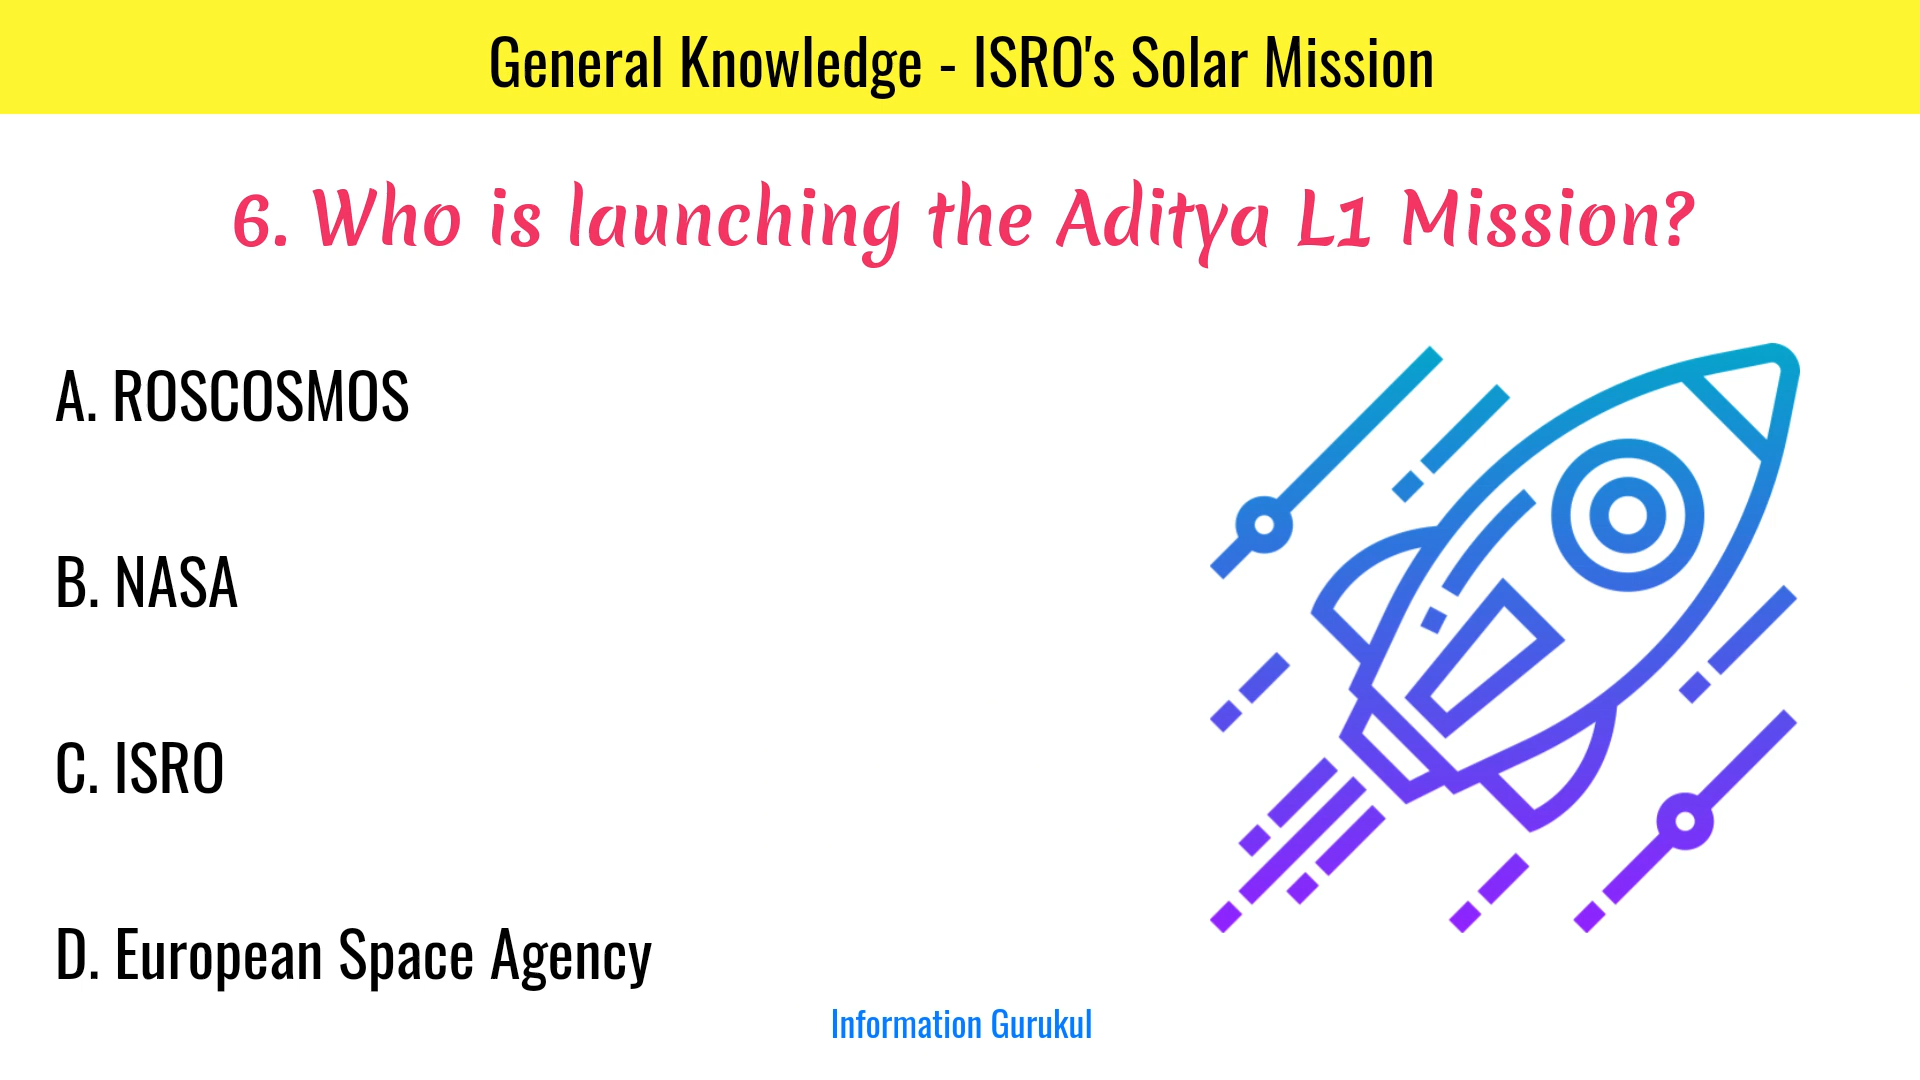 General Knowledge - ISRO's Solar Mission
6. Who is launching the Aditya L1 Mission?
A. ROSCOSMOS
B. NASA
C. ISRO
D. European Space Agency
Information Gurukul